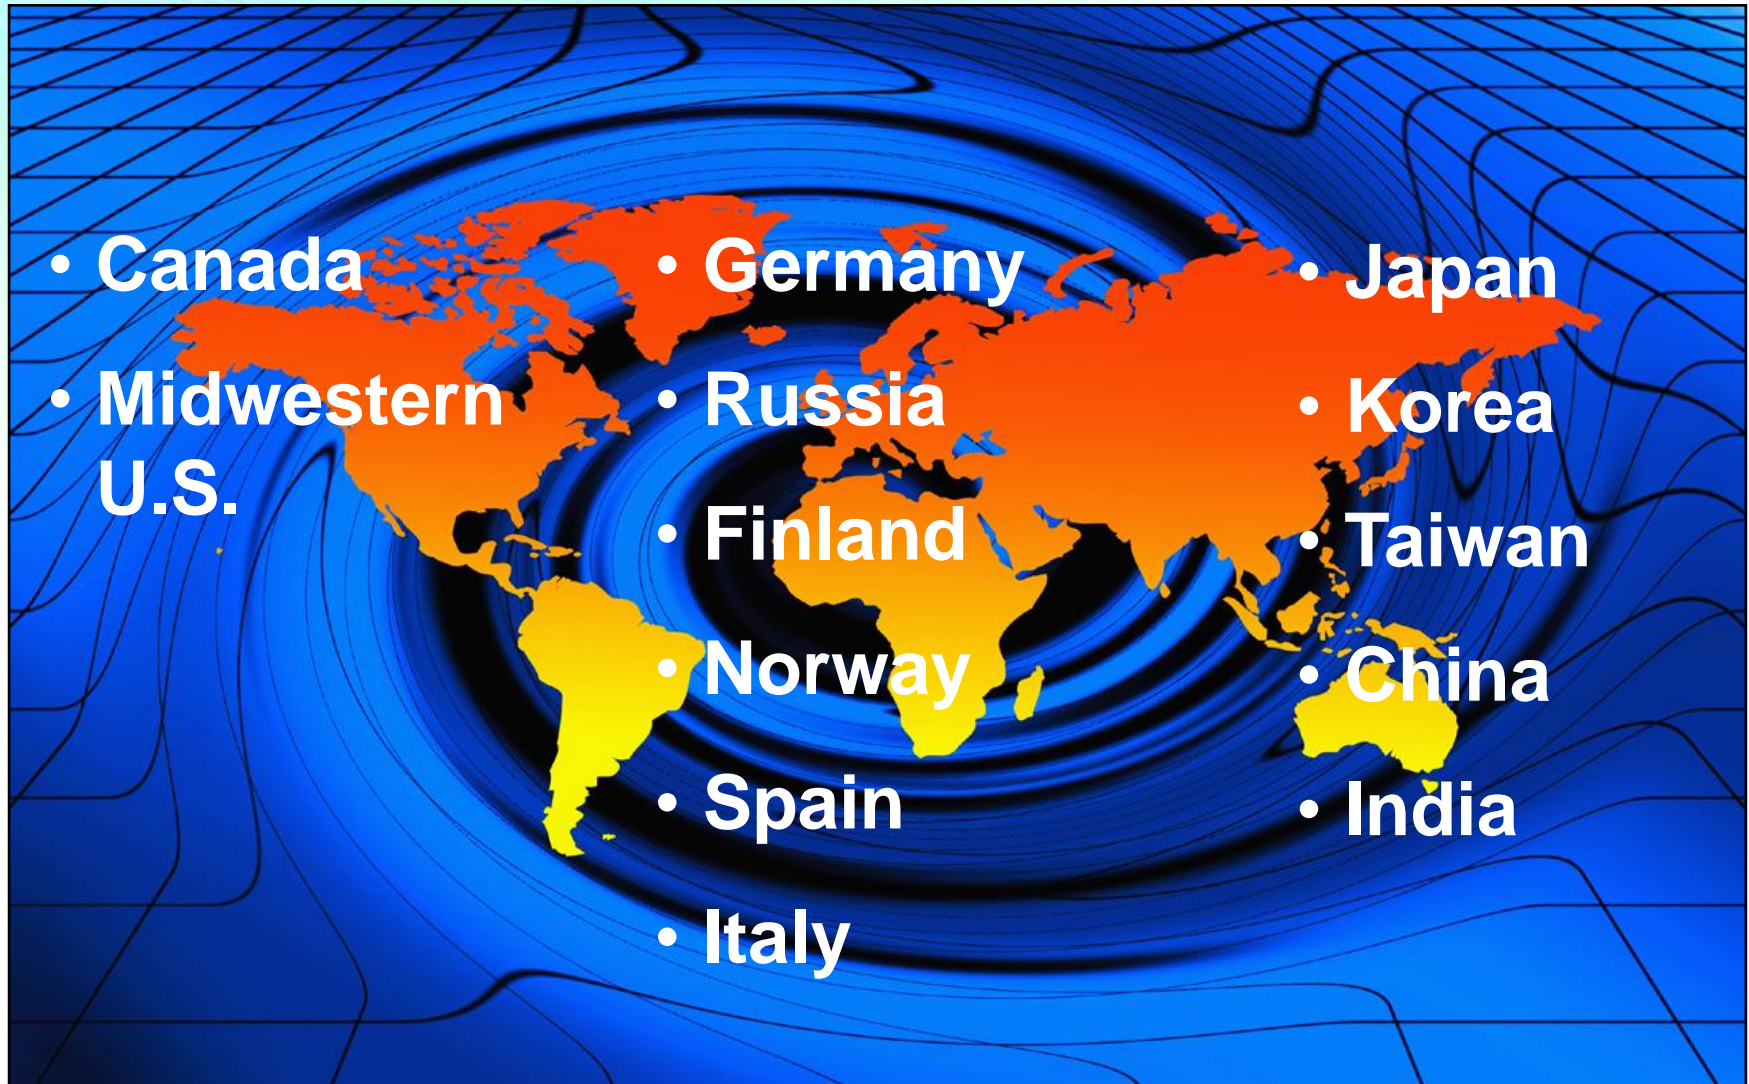 • Canada
• Midwestern
U.S.
• Germany
• Russia
• Finland
• Norway
• Spain
• Italy
• Japan
• Korea
• Taiwan
• China
• India